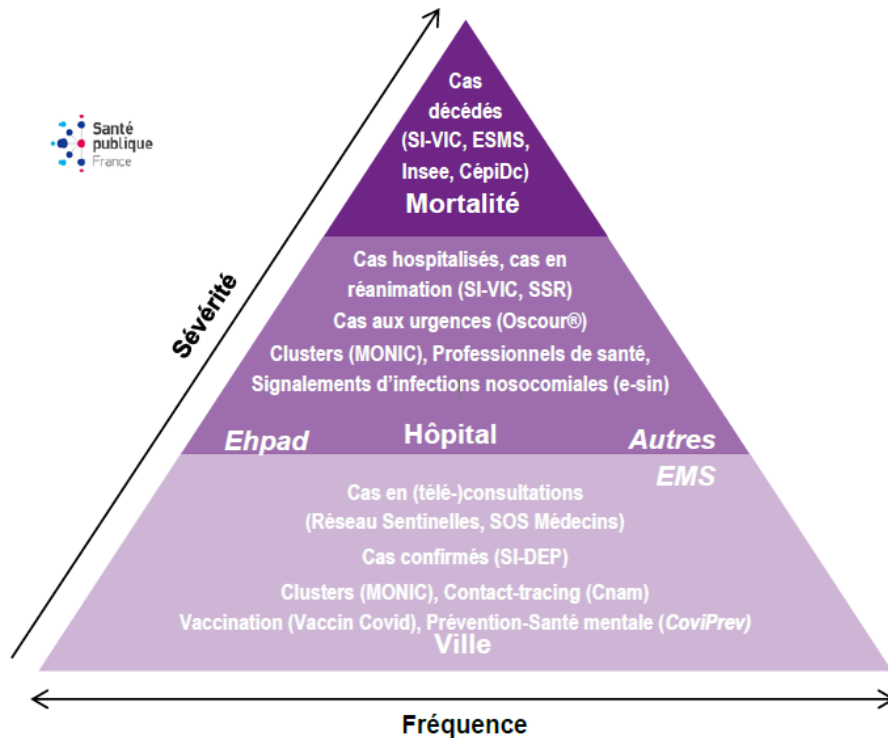 Santé
publique
France
Sévérité
Cas
décédés
(SI-VIC, ESMS,
Insee, CépiDc)
Mortalité
Cas hospitalisés, cas en
réanimation (SI-VIC, SSR)
Cas aux urgences (Oscour®)
Clusters (MONIC), Professionnels de santé,
Signalements d'infections nosocomiales (e-sin)
Ehpad
Hôpital
Autres
EMS
Cas en (télé-)consultations
(Réseau Sentinelles, SOS Médecins)
Cas confirmés (SI-DEP)
Clusters (MONIC), Contact-tracing (Cnam)
Vaccination (Vaccin Covid), Prévention-Santé mentale (CoviPrev)
Ville
Fréquence